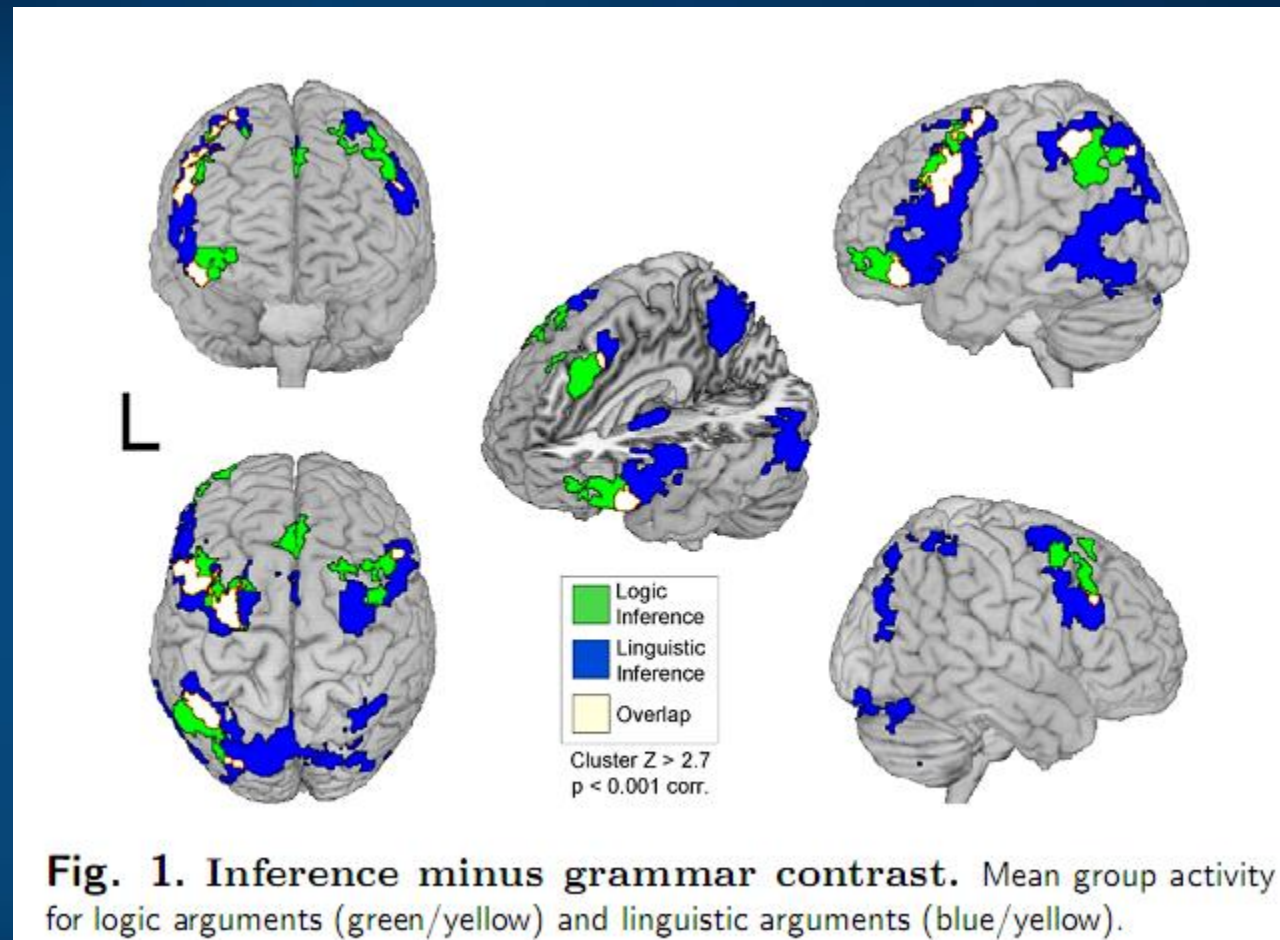 L
Logic
Inference
Linguistic
Inference
Overlap
Cluster Z > 2.7
p < 0.001 corr.
Fig. 1. Inference minus grammar contrast. Mean group activity
for logic arguments (green/yellow) and linguistic arguments (blue/yellow).